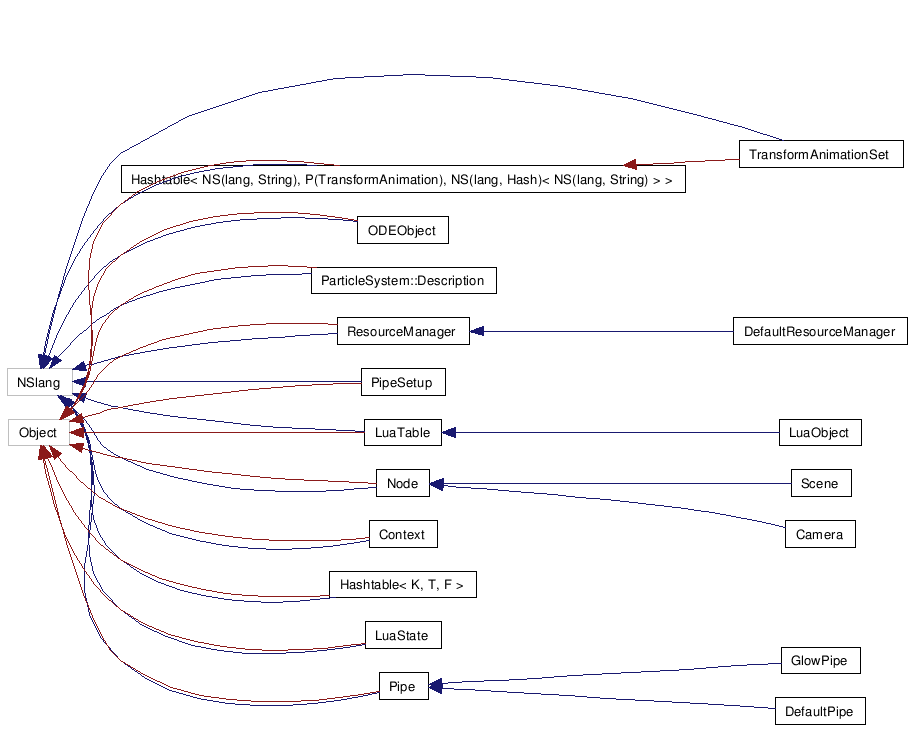 TransformAnimationSet
Hashtable< NS(lang, String), P(TransformAnimation), NS(lang, Hash)< NS(lang, String) > >
ODEObject
ParticleSystem::Description
ResourceManager
DefaultResourceManager
NSlang
PipeSetup
Object
LuaTable
LuaObject
Node
Scene
Context
Camera
Hashtable< K, T, F >
LuaState
GlowPipe
Pipe
DefaultPipe